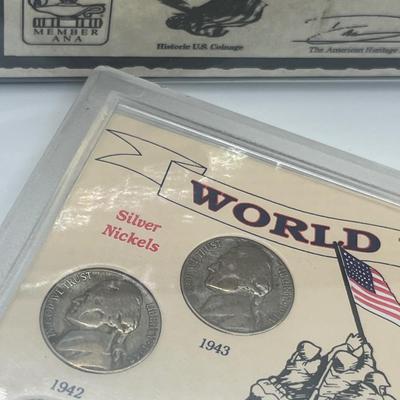 MEMBER
ANA
Historic U.S. Coinage
The American Heritage
WORLD
Silver
Nickels
1943
1942